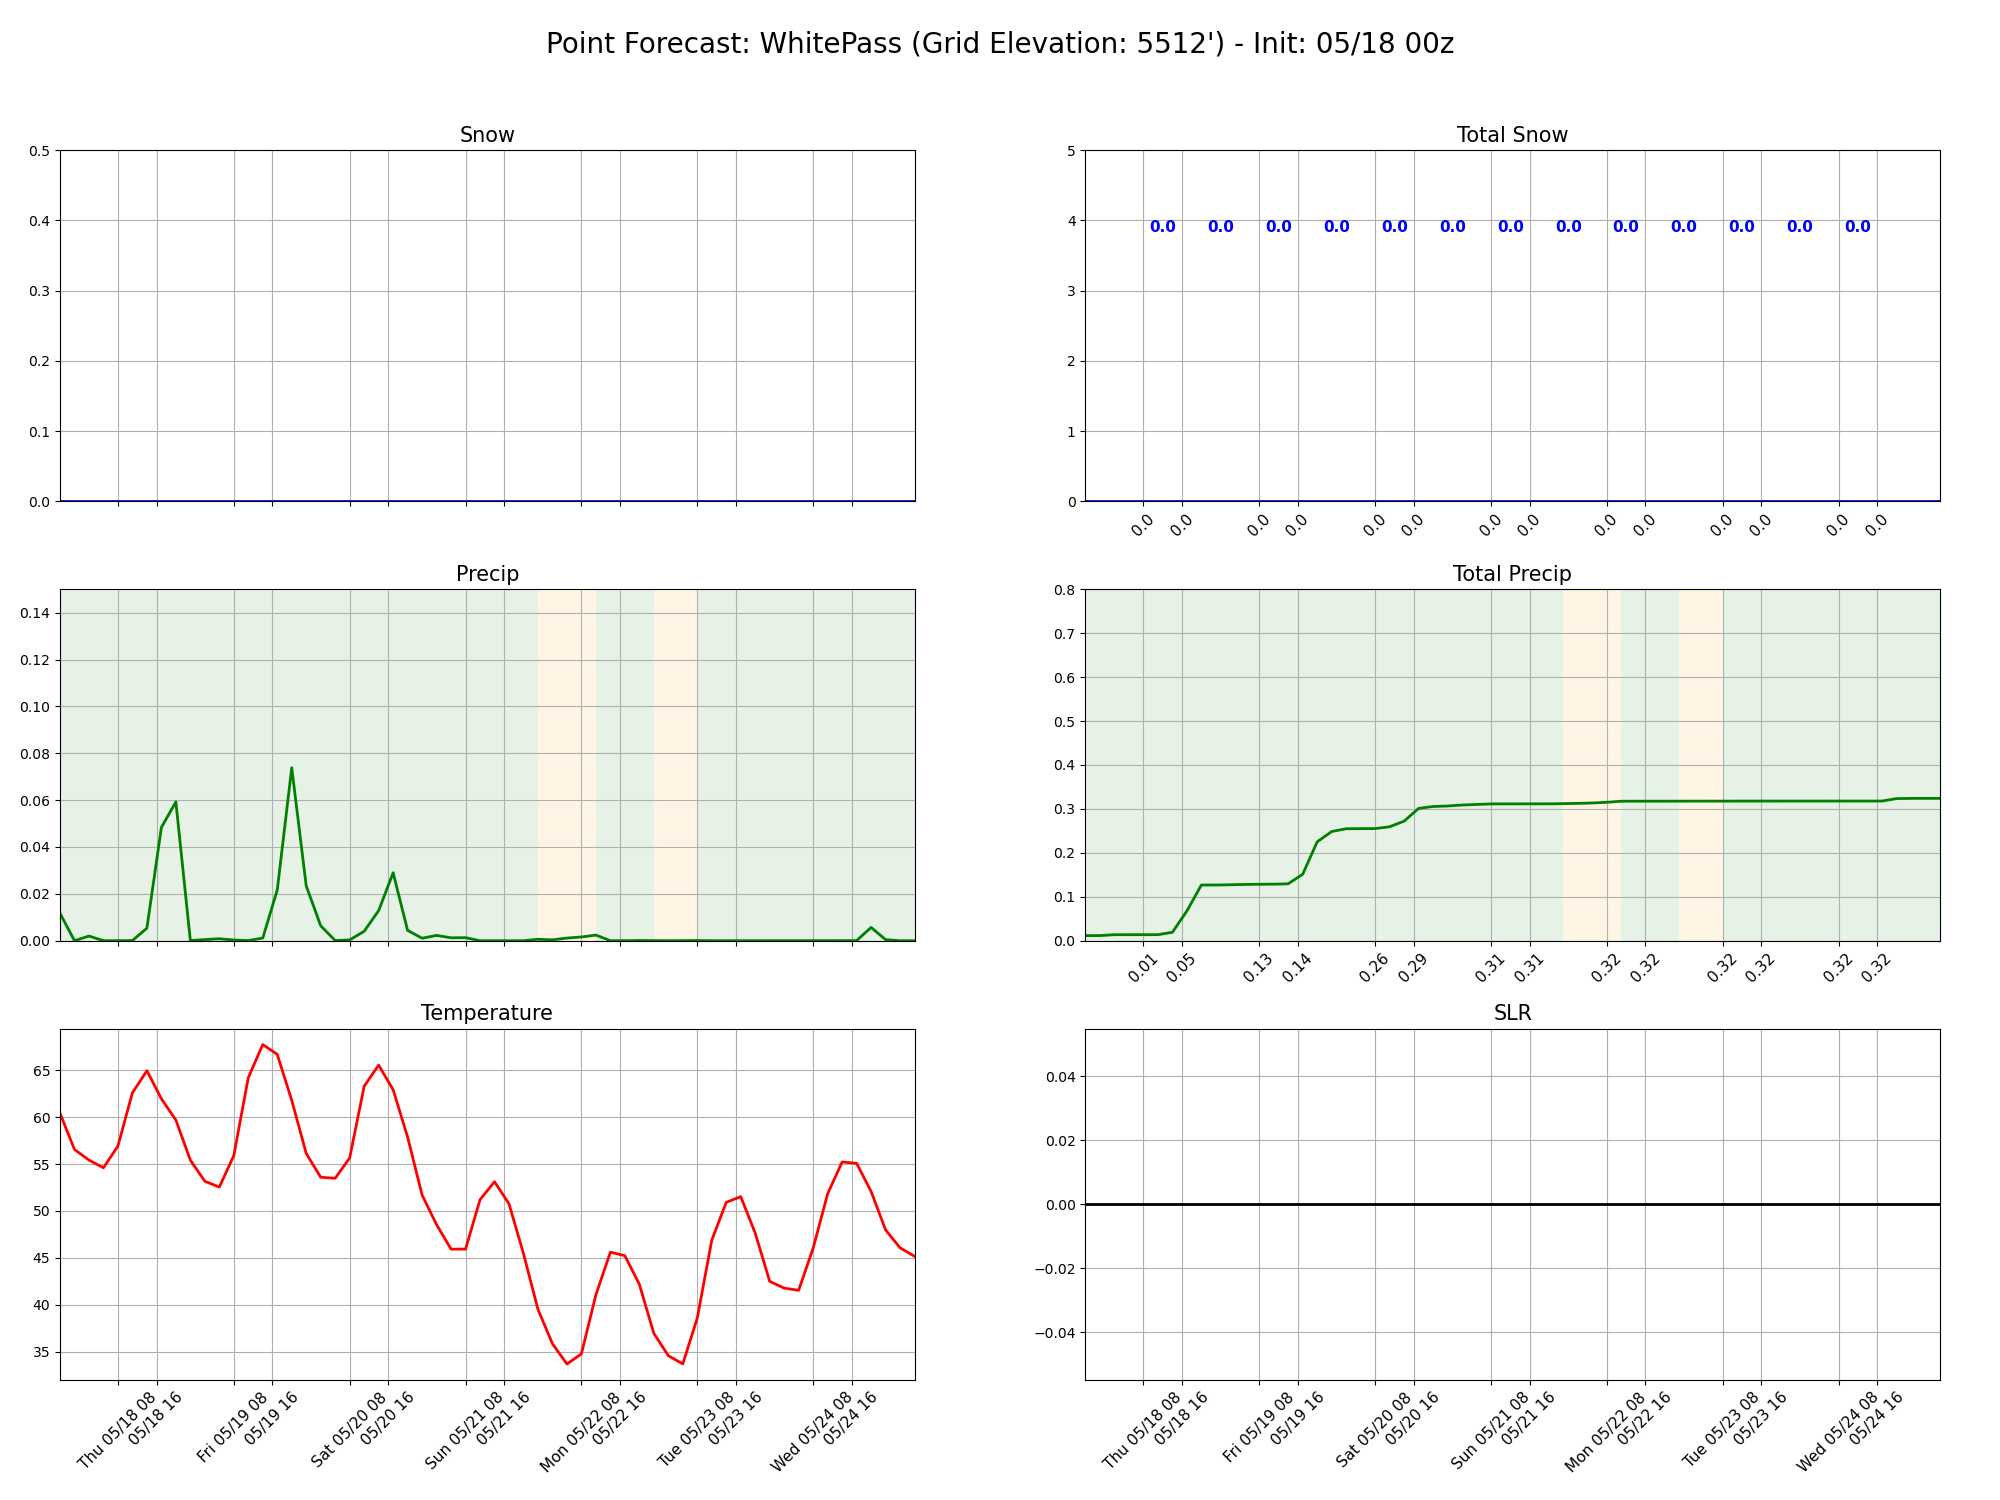 Point Forecast: WhitePass (Grid Elevation: 5512') - Init: 05/18 00z
Snow
0.5
0.4
0.3
0.2
0.1
0.0
Total Snow
5
4
3
2
1
0
0.0 0.0 0.0 0.0 0.0 0.0 0.0 0.0 0.0 0.0 0.0 0.0 0.0
0.0 0.0 0.0 0.0 0.0 0.0 0.0 0.0 0.0 0.0 0.0 0.0 0.0 0.0
Precip
0.14
0.12
0.10
0.08
0.06
0.04
0.02
0.00
Total Precip
0.8
0.7
0.6
0.5
0.4
0.3
0.2
0.1
0.0
0.01 0.05 0.13 0.14 0.26 0.29 0.31 0.31 0.32 0.32 0.32 0.32 0.32 0.32
Temperature
65
60
55
50
45
40
35
Thu 05/18 08
05/18 16
Fri 05/19 08
05/19 16
Sat 05/20 08
05/20 16
Sun 05/21 08
05/21 16
Mon 05/22 08
05/22 16
Tue 05/23 08
05/23 16
Wed 05/24 08
05/24 16
SLR
0.04
0.02
0.00
−0.02
−0.04
Thu 05/18 08
05/18 16
Fri 05/19 08
05/19 16
Sat 05/20 08
05/20 16
Sun 05/21 08
05/21 16
Mon 05/22 08
05/22 16
Tue 05/23 08
05/23 16
Wed 05/24 08
05/24 16